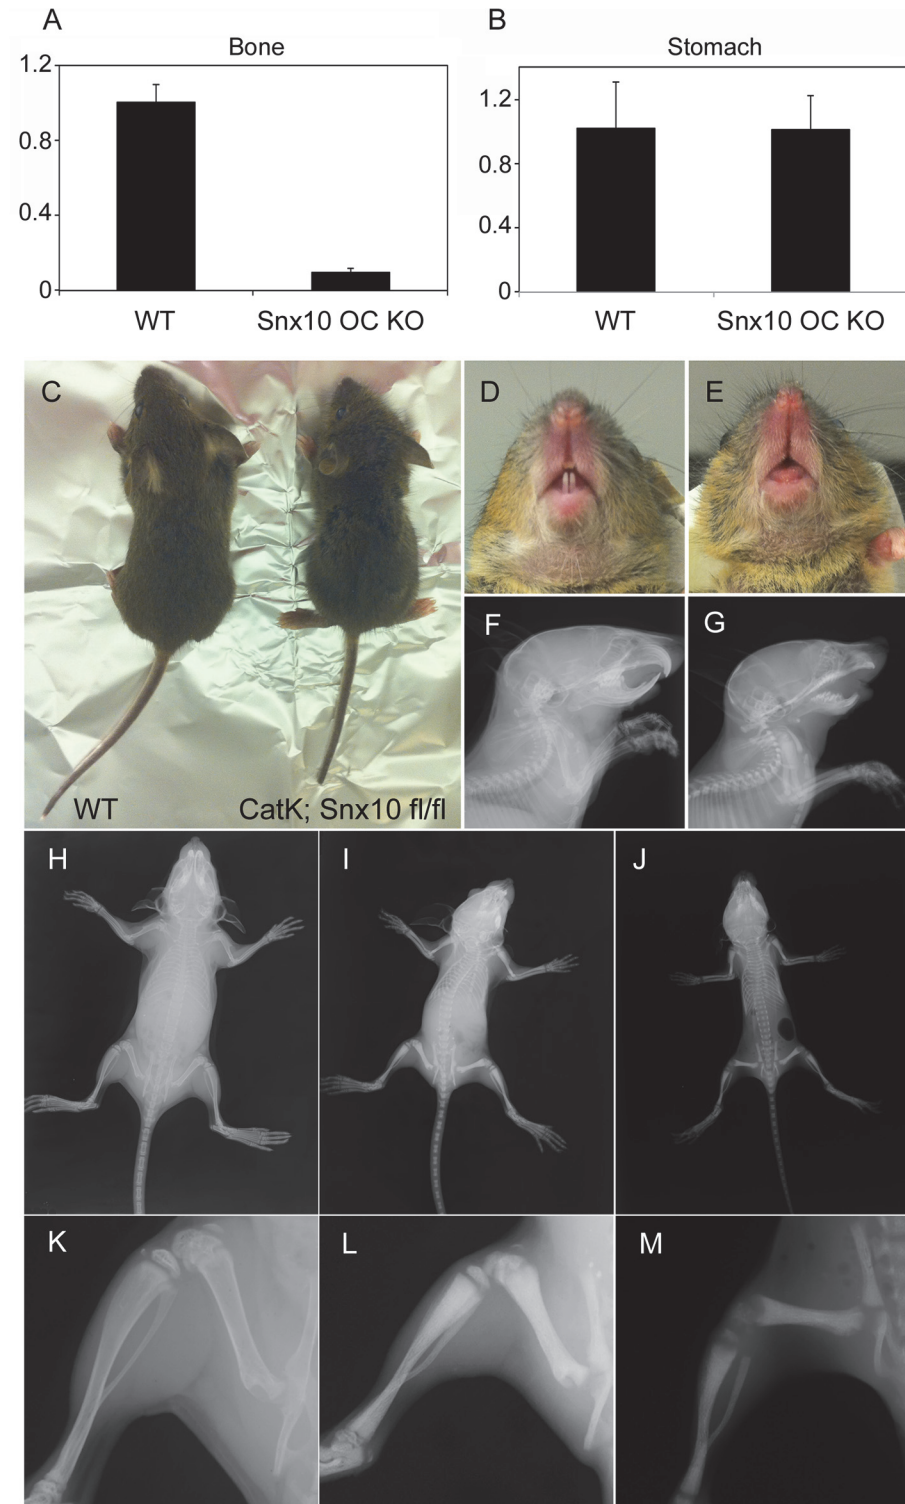 A
Bone
1.2
0.8
0.4
0
WT
Snx10 OC KO
B
Stomach
1.2
0.8
0.4
0
WT
Snx10 OC KO
C
WT
CatK; Snx10 fl/fl
D
E
F
G
H
I
J
K
L
M